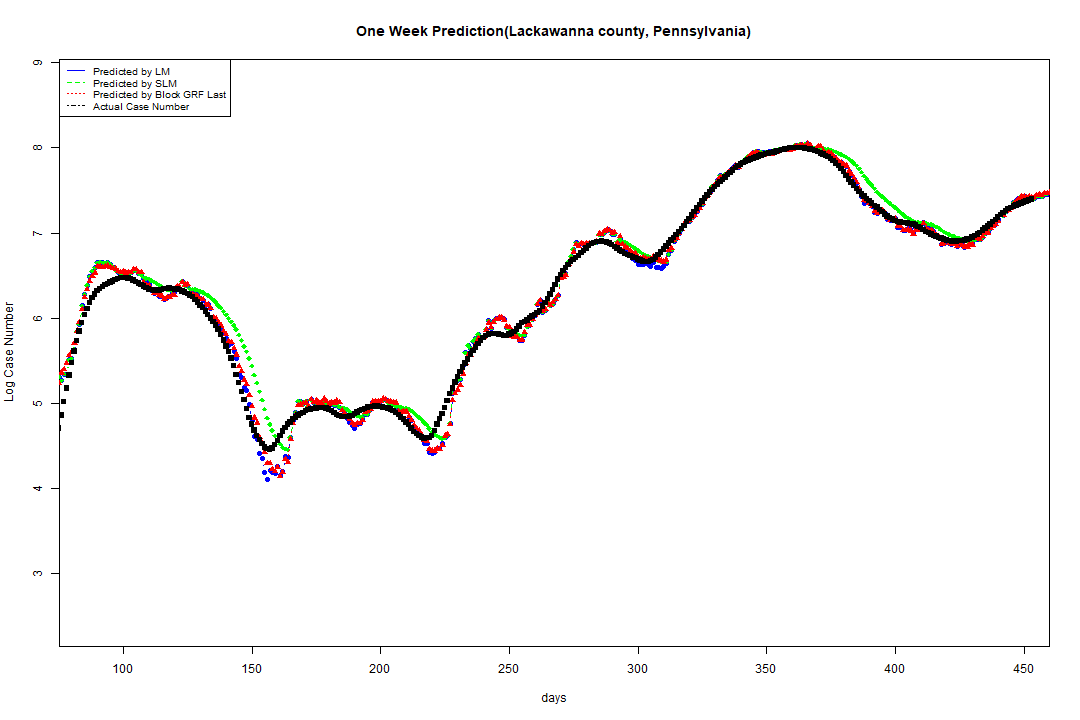 One Week Prediction(Lackawanna county, Pennsylvania)
Predicted by LM
Predicted by SLM
Predicted by Block GRF Last
Actual Case Number
Log Case Number
9
8
7
6
5
4
3
100 150 200 250 300 350 400 450
days